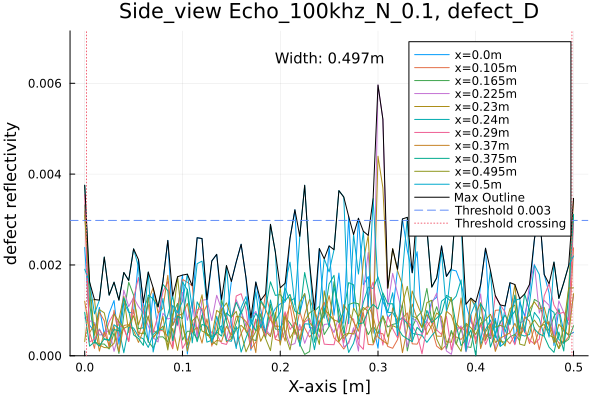 Side_view Echo_100khz_N_0.1, defect_D
Width: 0.497m
x=0.0m
x=0.105m
x=0.165m
x=0.225m
x=0.23m
x=0.24m
x=0.29m
x=0.37m
x=0.375m
x=0.495m
x=0.5m
Max Outline
Threshold 0.003
Threshold crossing
defect reflectivity
0.006
0.004
0.002
0.000
0.0 0.1 0.2 0.3 0.4 0.5
X-axis [m]